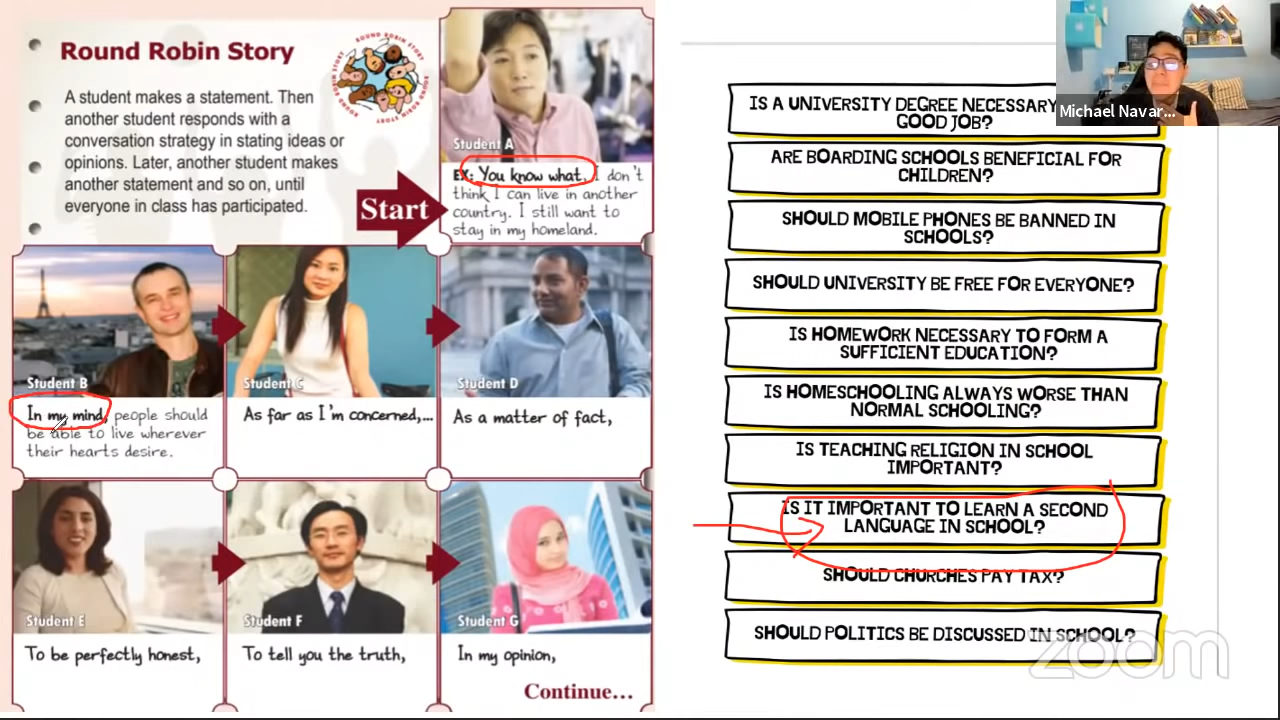 Round Robin Story
A student makes a statement. Then
another student responds with a
conversation strategy in stating ideas or
opinions. Later, another student makes
another statement and so on, until
everyone in class has participated.
ROUND ROBIN STORY
Start
Student A
EX: You know what, I don't
think I can live in another
country. I still want to
stay in my homeland.
Student B
In my mind, people should
be able to live wherever
their hearts desire.
Student C
As far as I'm concerned,...
Student D
As a matter of fact,
Student E
To be perfectly honest,
Student F
To tell you the truth,
Student G
In my opinion,
Continue...
IS A UNIVERSITY DEGREE NECESSARY
GOOD JOB?
ARE BOARDING SCHOOLS BENEFICIAL FOR
CHILDREN?
SHOULD MOBILE PHONES BE BANNED IN
SCHOOLS?
SHOULD UNIVERSITY BE FREE FOR EVERYONE?
IS HOMEWORK NECESSARY TO FORM A
SUFFICIENT EDUCATION?
IS HOMESCHOOLING ALWAYS WORSE THAN
NORMAL SCHOOLING?
IS TEACHING RELIGION IN SCHOOL
IMPORTANT?
IS IT IMPORTANT TO LEARN A SECOND
LANGUAGE IN SCHOOL?
SHOULD CHURCHES PAY TAX?
SHOULD POLITICS BE DISCUSSED IN SCHOOL?
Michael Navar...
zoom